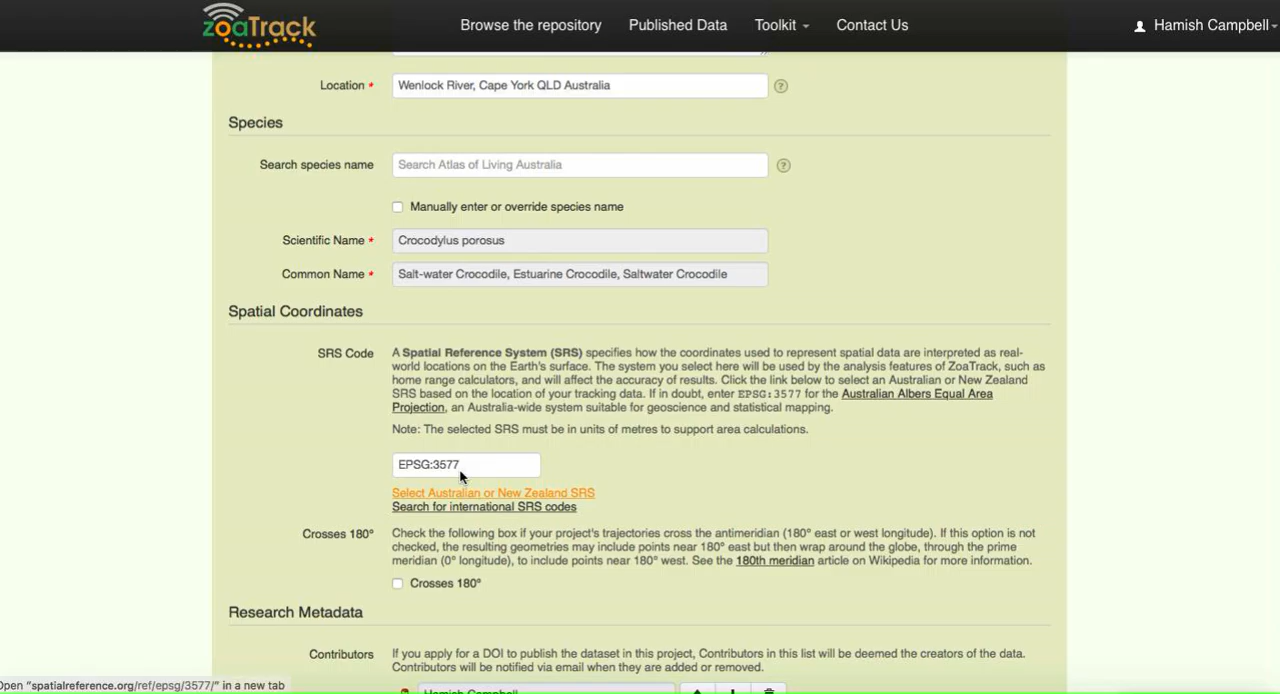 zoaTrack
Browse the repository
Published Data
Toolkit
Contact Us
Hamish Campbell
Location *
Wenlock River, Cape York QLD Australia
?
Species
Search species name
Search Atlas of Living Australia
?
Manually enter or override species name
Scientific Name *
Crocodylus porosus
Common Name *
Salt-water Crocodile, Estuarine Crocodile, Saltwater Crocodile
Spatial Coordinates
SRS Code
A Spatial Reference System (SRS) specifies how the coordinates used to represent spatial data are interpreted as real-
world locations on the Earth's surface. The system you select here will be used by the analysis features of ZoaTrack, such as
home range calculators, and will affect the accuracy of results. Click the link below to select an Australian or New Zealand
SRS based on the location of your tracking data. If in doubt, enter EPSG:3577 for the Australian Albers Equal Area
Projection, an Australia-wide system suitable for geoscience and statistical mapping.
Note: The selected SRS must be in units of metres to support area calculations.
EPSG:3577
Select Australian or New Zealand SRS
Search for international SRS codes
Crosses 180°
Check the following box if your project's trajectories cross the antimeridian (180° east or west longitude). If this option is not
checked, the resulting geometries may include points near 180° east but then wrap around the globe, through the prime
meridian (0° longitude), to include points near 180° west. See the 180th meridian article on Wikipedia for more information.
Crosses 180°
Research Metadata
Contributors
If you apply for a DOI to publish the dataset in this project, Contributors in this list will be deemed the creators of the data.
Contributors will be notified via email when they are added or removed.
Hamish Campbell
Open "spatialreference.org/ref/epsg/3577/" in a new tab